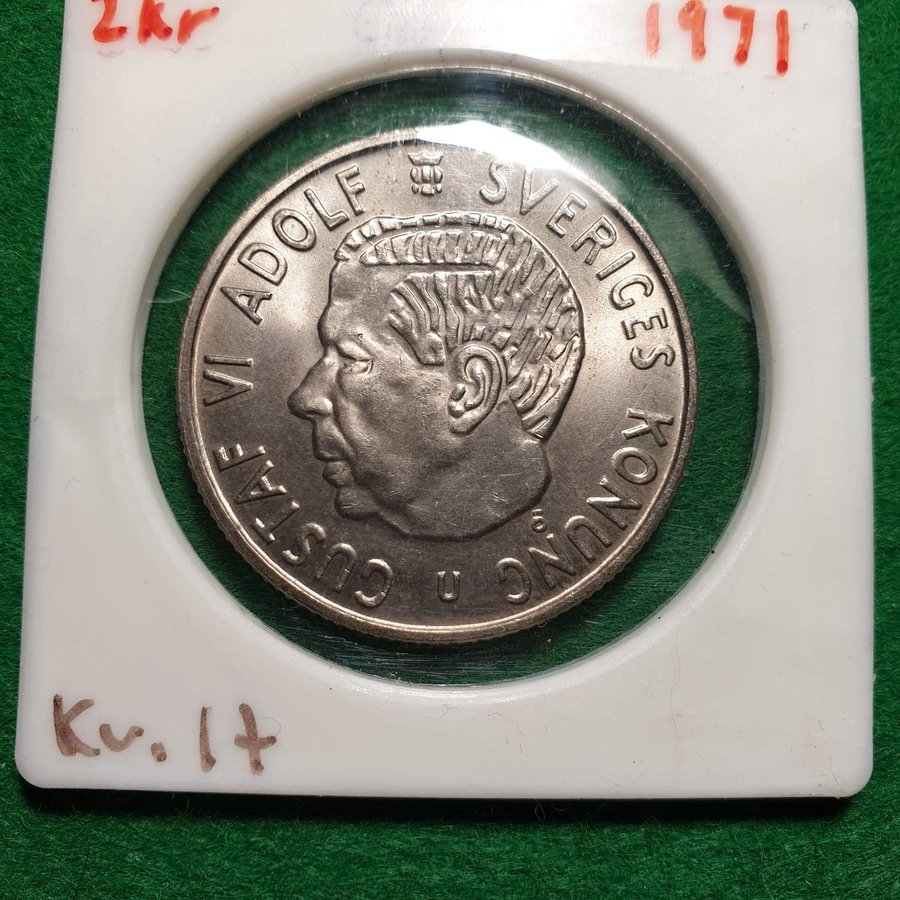 2kr 1971
GUSTAF VI ADOLF SVERIGES KONUNG
U
Kv. 1+